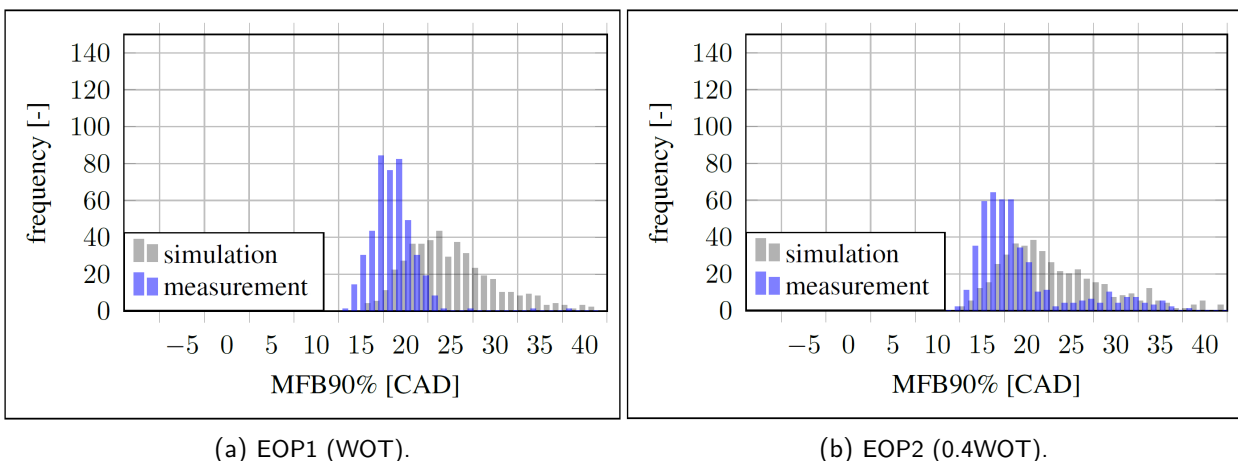 140
120
100
80
60
40
20
0
frequency [-]
simulation
measurement
−5 0 5 10 15 20 25 30 35 40
MFB90% [CAD]
(a) EOP1 (WOT).
140
120
100
80
60
40
20
0
frequency [-]
simulation
measurement
−5 0 5 10 15 20 25 30 35 40
MFB90% [CAD]
(b) EOP2 (0.4WOT).